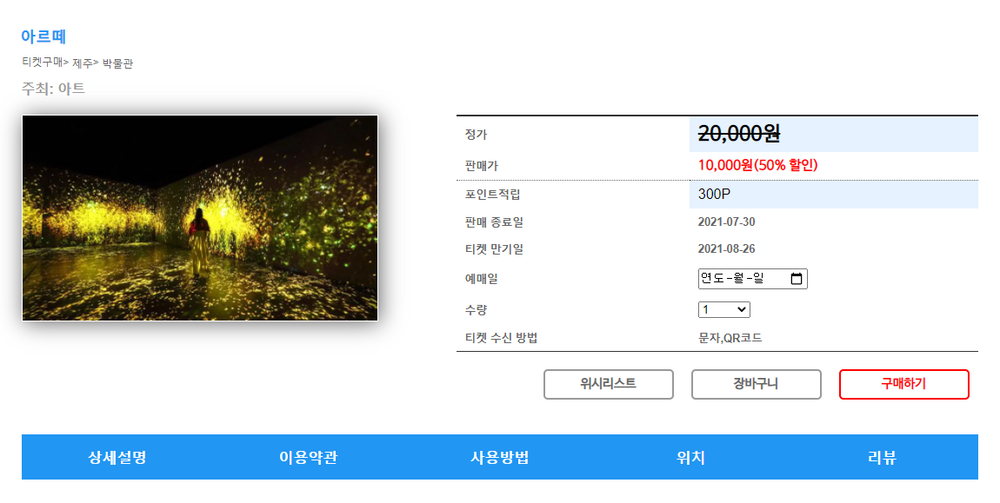 아르떼
티켓구매> 제주> 박물관
주최: 아트
정가 20,000원
판매가 10,000원(50% 할인)
포인트적립 300P
판매 종료일 2021-07-30
티켓 만기일 2021-08-26
예매일 연도-월-일
수량 1
티켓 수신 방법 문자,QR코드
위시리스트 장바구니 구매하기
상세설명 이용약관 사용방법 위치 리뷰